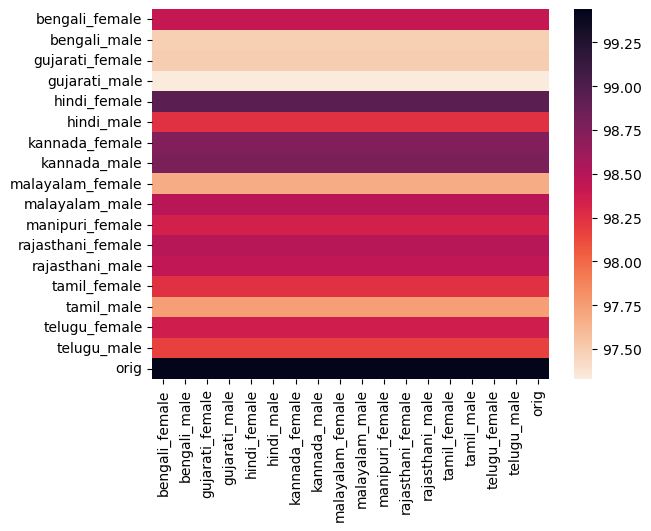 bengali_female
bengali_male
gujarati_female
gujarati_male
hindi_female
hindi_male
kannada_female
kannada_male
malayalam_female
malayalam_male
manipuri_female
rajasthani_female
rajasthani_male
tamil_female
tamil_male
telugu_female
telugu_male
orig
bengali_female
bengali_male
gujarati_female
gujarati_male
hindi_female
hindi_male
kannada_female
kannada_male
malayalam_female
malayalam_male
manipuri_female
rajasthani_female
rajasthani_male
tamil_female
tamil_male
telugu_female
telugu_male
orig
99.25
99.00
98.75
98.50
98.25
98.00
97.75
97.50